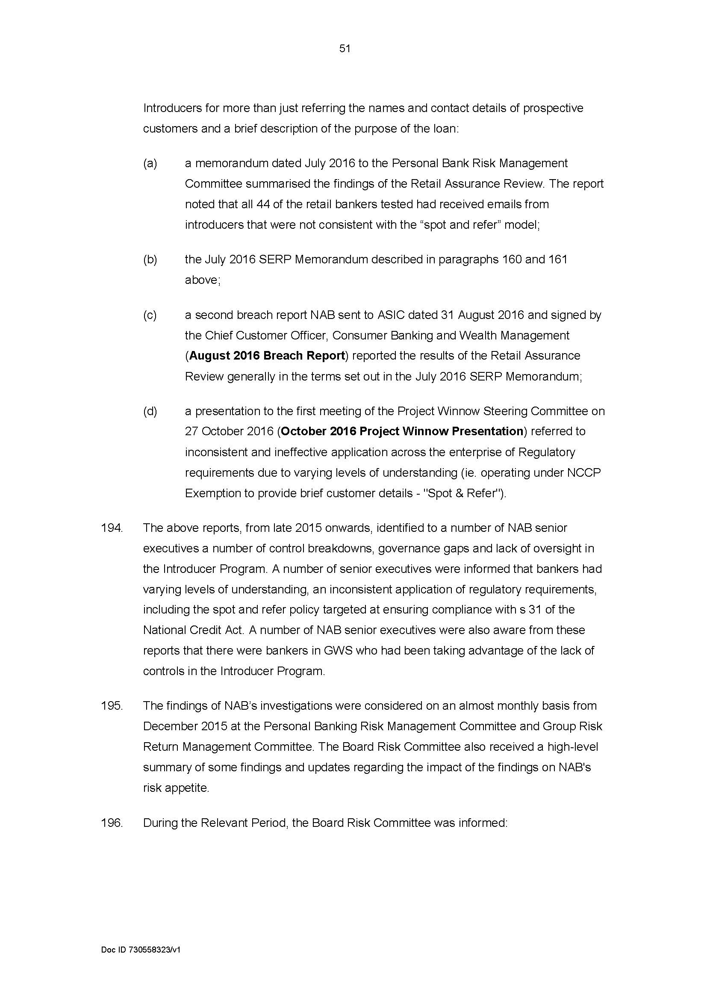 51
Introducers for more than just referring the names and contact details of prospective
customers and a brief description of the purpose of the loan:
(a) a memorandum dated July 2016 to the Personal Bank Risk Management
Committee summarised the findings of the Retail Assurance Review. The report
noted that all 44 of the retail bankers tested had received emails from
introducers that were not consistent with the “spot and refer” model;
(b) the July 2016 SERP Memorandum described in paragraphs 160 and 161
above;
(c) a second breach report NAB sent to ASIC dated 31 August 2016 and signed by
the Chief Customer Officer, Consumer Banking and Wealth Management
(August 2016 Breach Report) reported the results of the Retail Assurance
Review generally in the terms set out in the July 2016 SERP Memorandum;
(d) a presentation to the first meeting of the Project Winnow Steering Committee on
27 October 2016 (October 2016 Project Winnow Presentation) referred to
inconsistent and ineffective application across the enterprise of Regulatory
requirements due to varying levels of understanding (ie. operating under NCCP
Exemption to provide brief customer details - "Spot & Refer").
194. The above reports, from late 2015 onwards, identified to a number of NAB senior
executives a number of control breakdowns, governance gaps and lack of oversight in
the Introducer Program. A number of senior executives were informed that bankers had
varying levels of understanding, an inconsistent application of regulatory requirements,
including the spot and refer policy targeted at ensuring compliance with s 31 of the
National Credit Act. A number of NAB senior executives were also aware from these
reports that there were bankers in GWS who had been taking advantage of the lack of
controls in the Introducer Program.
195. The findings of NAB’s investigations were considered on an almost monthly basis from
December 2015 at the Personal Banking Risk Management Committee and Group Risk
Return Management Committee. The Board Risk Committee also received a high-level
summary of some findings and updates regarding the impact of the findings on NAB's
risk appetite.
196. During the Relevant Period, the Board Risk Committee was informed:
Doc ID 730558323/v1